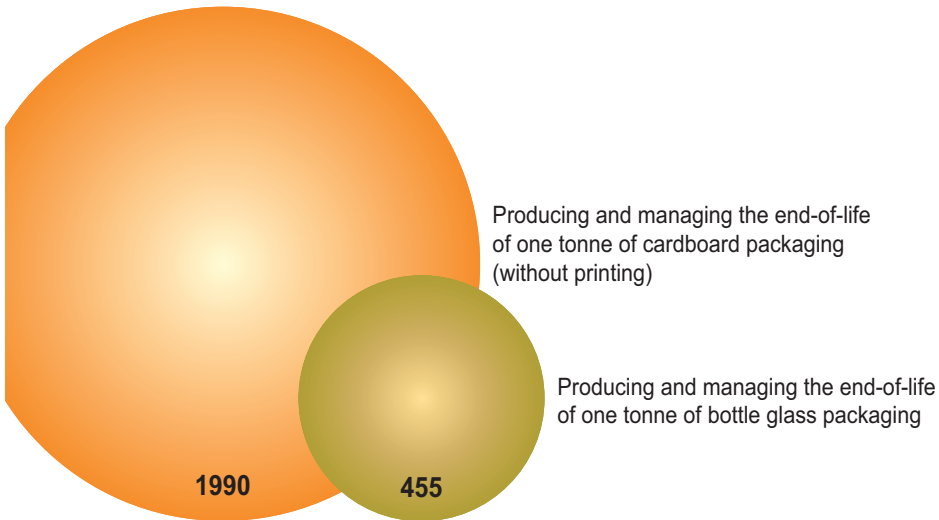 Producing and managing the end-of-life
of one tonne of cardboard packaging
(without printing)
Producing and managing the end-of-life
of one tonne of bottle glass packaging
1990
455